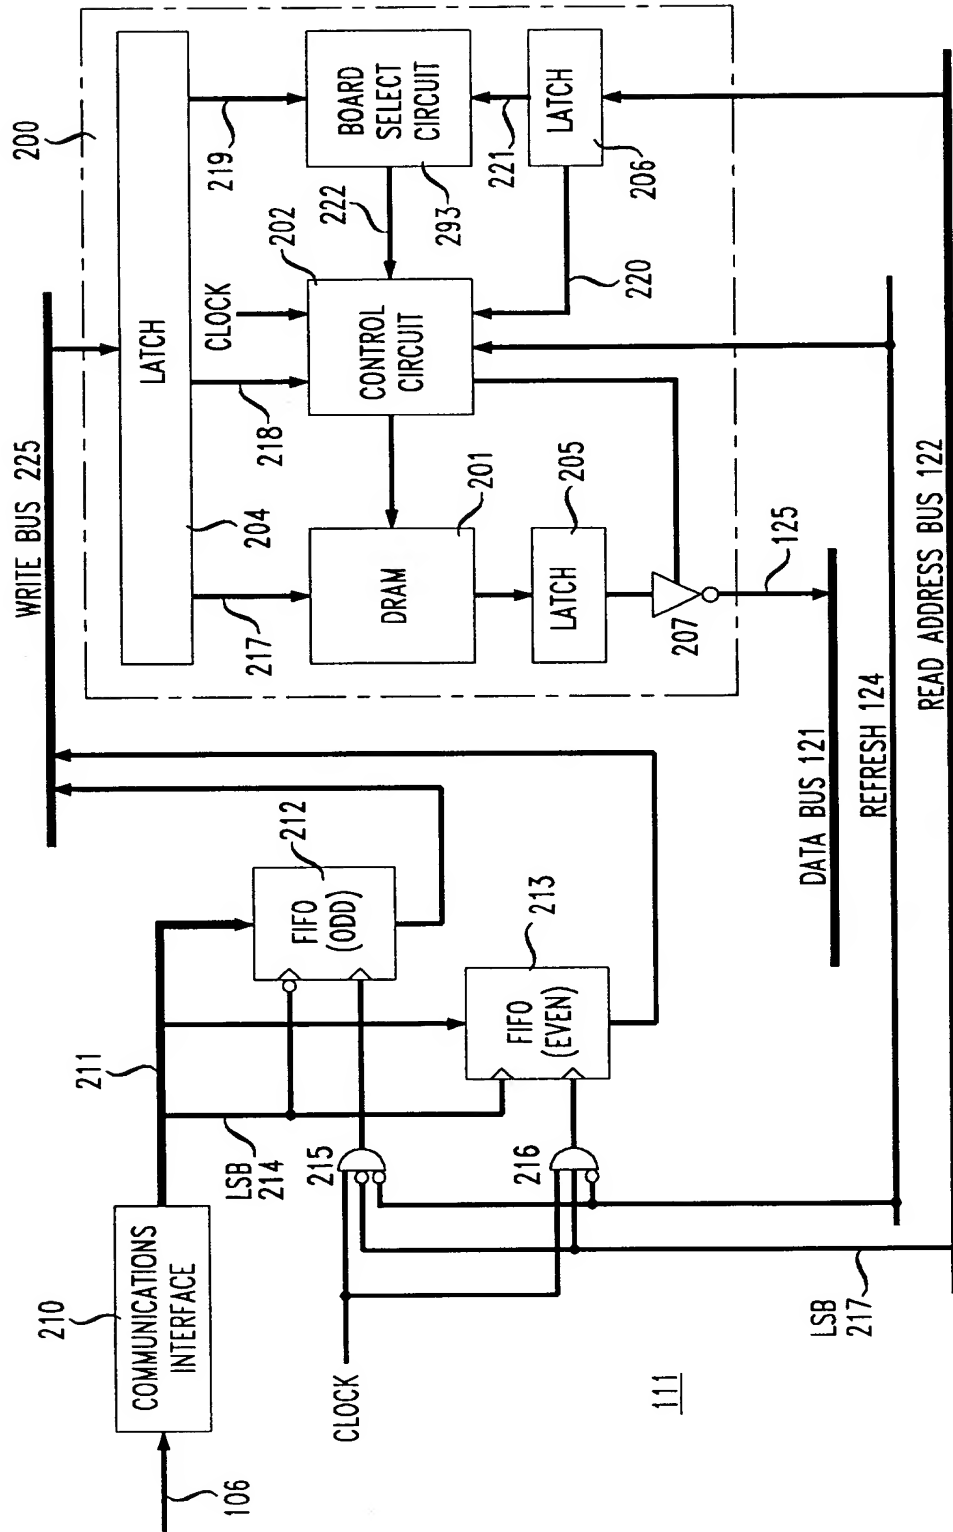 WRITE BUS 225
200
LATCH
204
219
BOARD
SELECT
CIRCUIT
293
221
LATCH
206
222
202
CLOCK
218
CONTROL
CIRCUIT
220
217
DRAM
201
LATCH
205
207
125
DATA BUS 121
REFRESH 124
READ ADDRESS BUS 122
210
COMMUNICATIONS
INTERFACE
106
211
LSB
214
FIFO
(ODD)
212
FIFO
(EVEN)
213
215
216
CLOCK
LSB
217
111